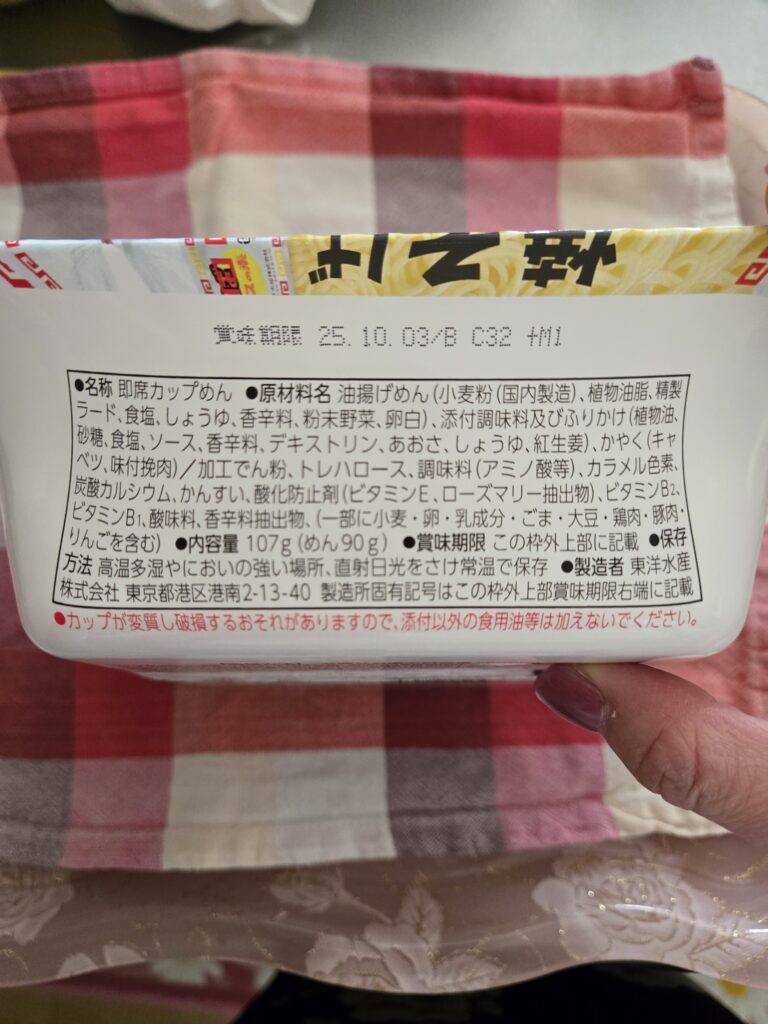 焼そば
賞味期限 25.10.03/B C32 +M1
●名称 即席カップめん ●原材料名 油揚げめん(小麦粉(国内製造)、植物油脂、精製
ラード、食塩、しょうゆ、香辛料、粉末野菜、卵白)、添付調味料及びふりかけ(植物油、
砂糖、食塩、ソース、香辛料、デキストリン、あおさ、しょうゆ、紅生姜)、かやく(キャ
ベツ、味付挽肉)/加工でん粉、トレハロース、調味料(アミノ酸等)、カラメル色素、
炭酸カルシウム、かんすい、酸化防止剤(ビタミンE、ローズマリー抽出物)、ビタミンB₂、
ビタミンB₁、酸味料、香辛料抽出物、(一部に小麦・卵・乳成分・ごま・大豆・鶏肉・豚肉・
りんごを含む) ●内容量 107g(めん90g) ●賞味期限 この枠外上部に記載 ●保存
方法 高温多湿やにおいの強い場所、直射日光をさけ常温で保存 ●製造者 東洋水産
株式会社 東京都港区港南2-13-40 製造所固有記号はこの枠外上部賞味期限右端に記載
●カップが変質し破損するおそれがありますので、添付以外の食用油等は加えないでください。